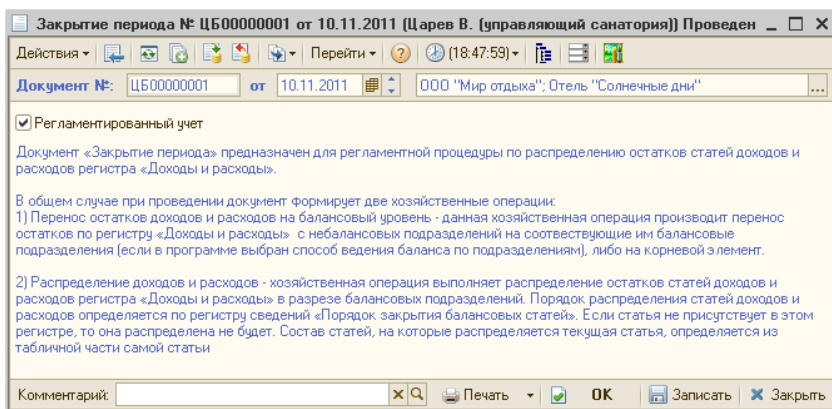 Закрытие периода № ЦБ00000001 от 10.11.2011 (Царев В. (управляющий санатория)) Проведен
Действия Перейти ? (18:47:59)
Документ №: ЦБ00000001 от 10.11.2011 ООО "Мир отдыха"; Отель "Солнечные дни" ...
Регламентированный учет
Документ «Закрытие периода» предназначен для регламентной процедуры по распределению остатков статей доходов и
расходов регистра «Доходы и расходы».
В общем случае при проведении документ формирует две хозяйственные операции:
1) Перенос остатков доходов и расходов на балансовый уровень - данная хозяйственная операция производит перенос
остатков по регистру «Доходы и расходы» с небалансовых подразделений на соотвествующие им балансовые
подразделения (если в программе выбран способ ведения баланса по подразделениям), либо на корневой элемент.
2) Распределение доходов и расходов - хозяйственная операция выполняет распределение остатков статей доходов и
расходов регистра «Доходы и расходы» в разрезе балансовых подразделений. Порядок распределения статей доходов и
расходов определяется по регистру сведений «Порядок закрытия балансовых статей». Если статья не присутствует в этом
регистре, то она распределена не будет. Состав статей, на которые распределяется текущая статья, определяется из
табличной части самой статьи
Комментарий: Печать OK Записать Закрыть